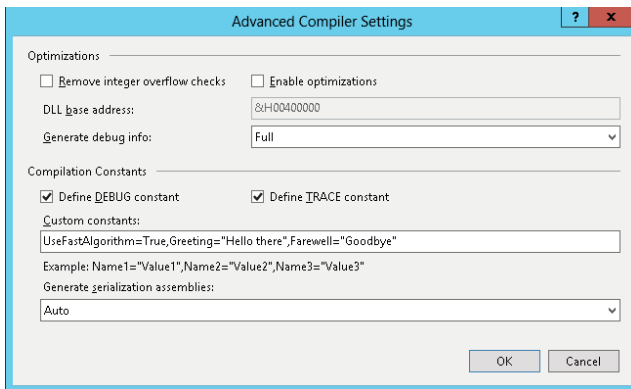 Advanced Compiler Settings ? x
Optimizations
Remove integer overflow checks Enable optimizations
DLL base address: &H00400000
Generate debug info: Full
Compilation Constants
Define DEBUG constant Define TRACE constant
Custom constants:
UseFastAlgorithm=True,Greeting="Hello there",Farewell="Goodbye"
Example: Name1="Value1",Name2="Value2",Name3="Value3"
Generate serialization assemblies:
Auto
OK Cancel